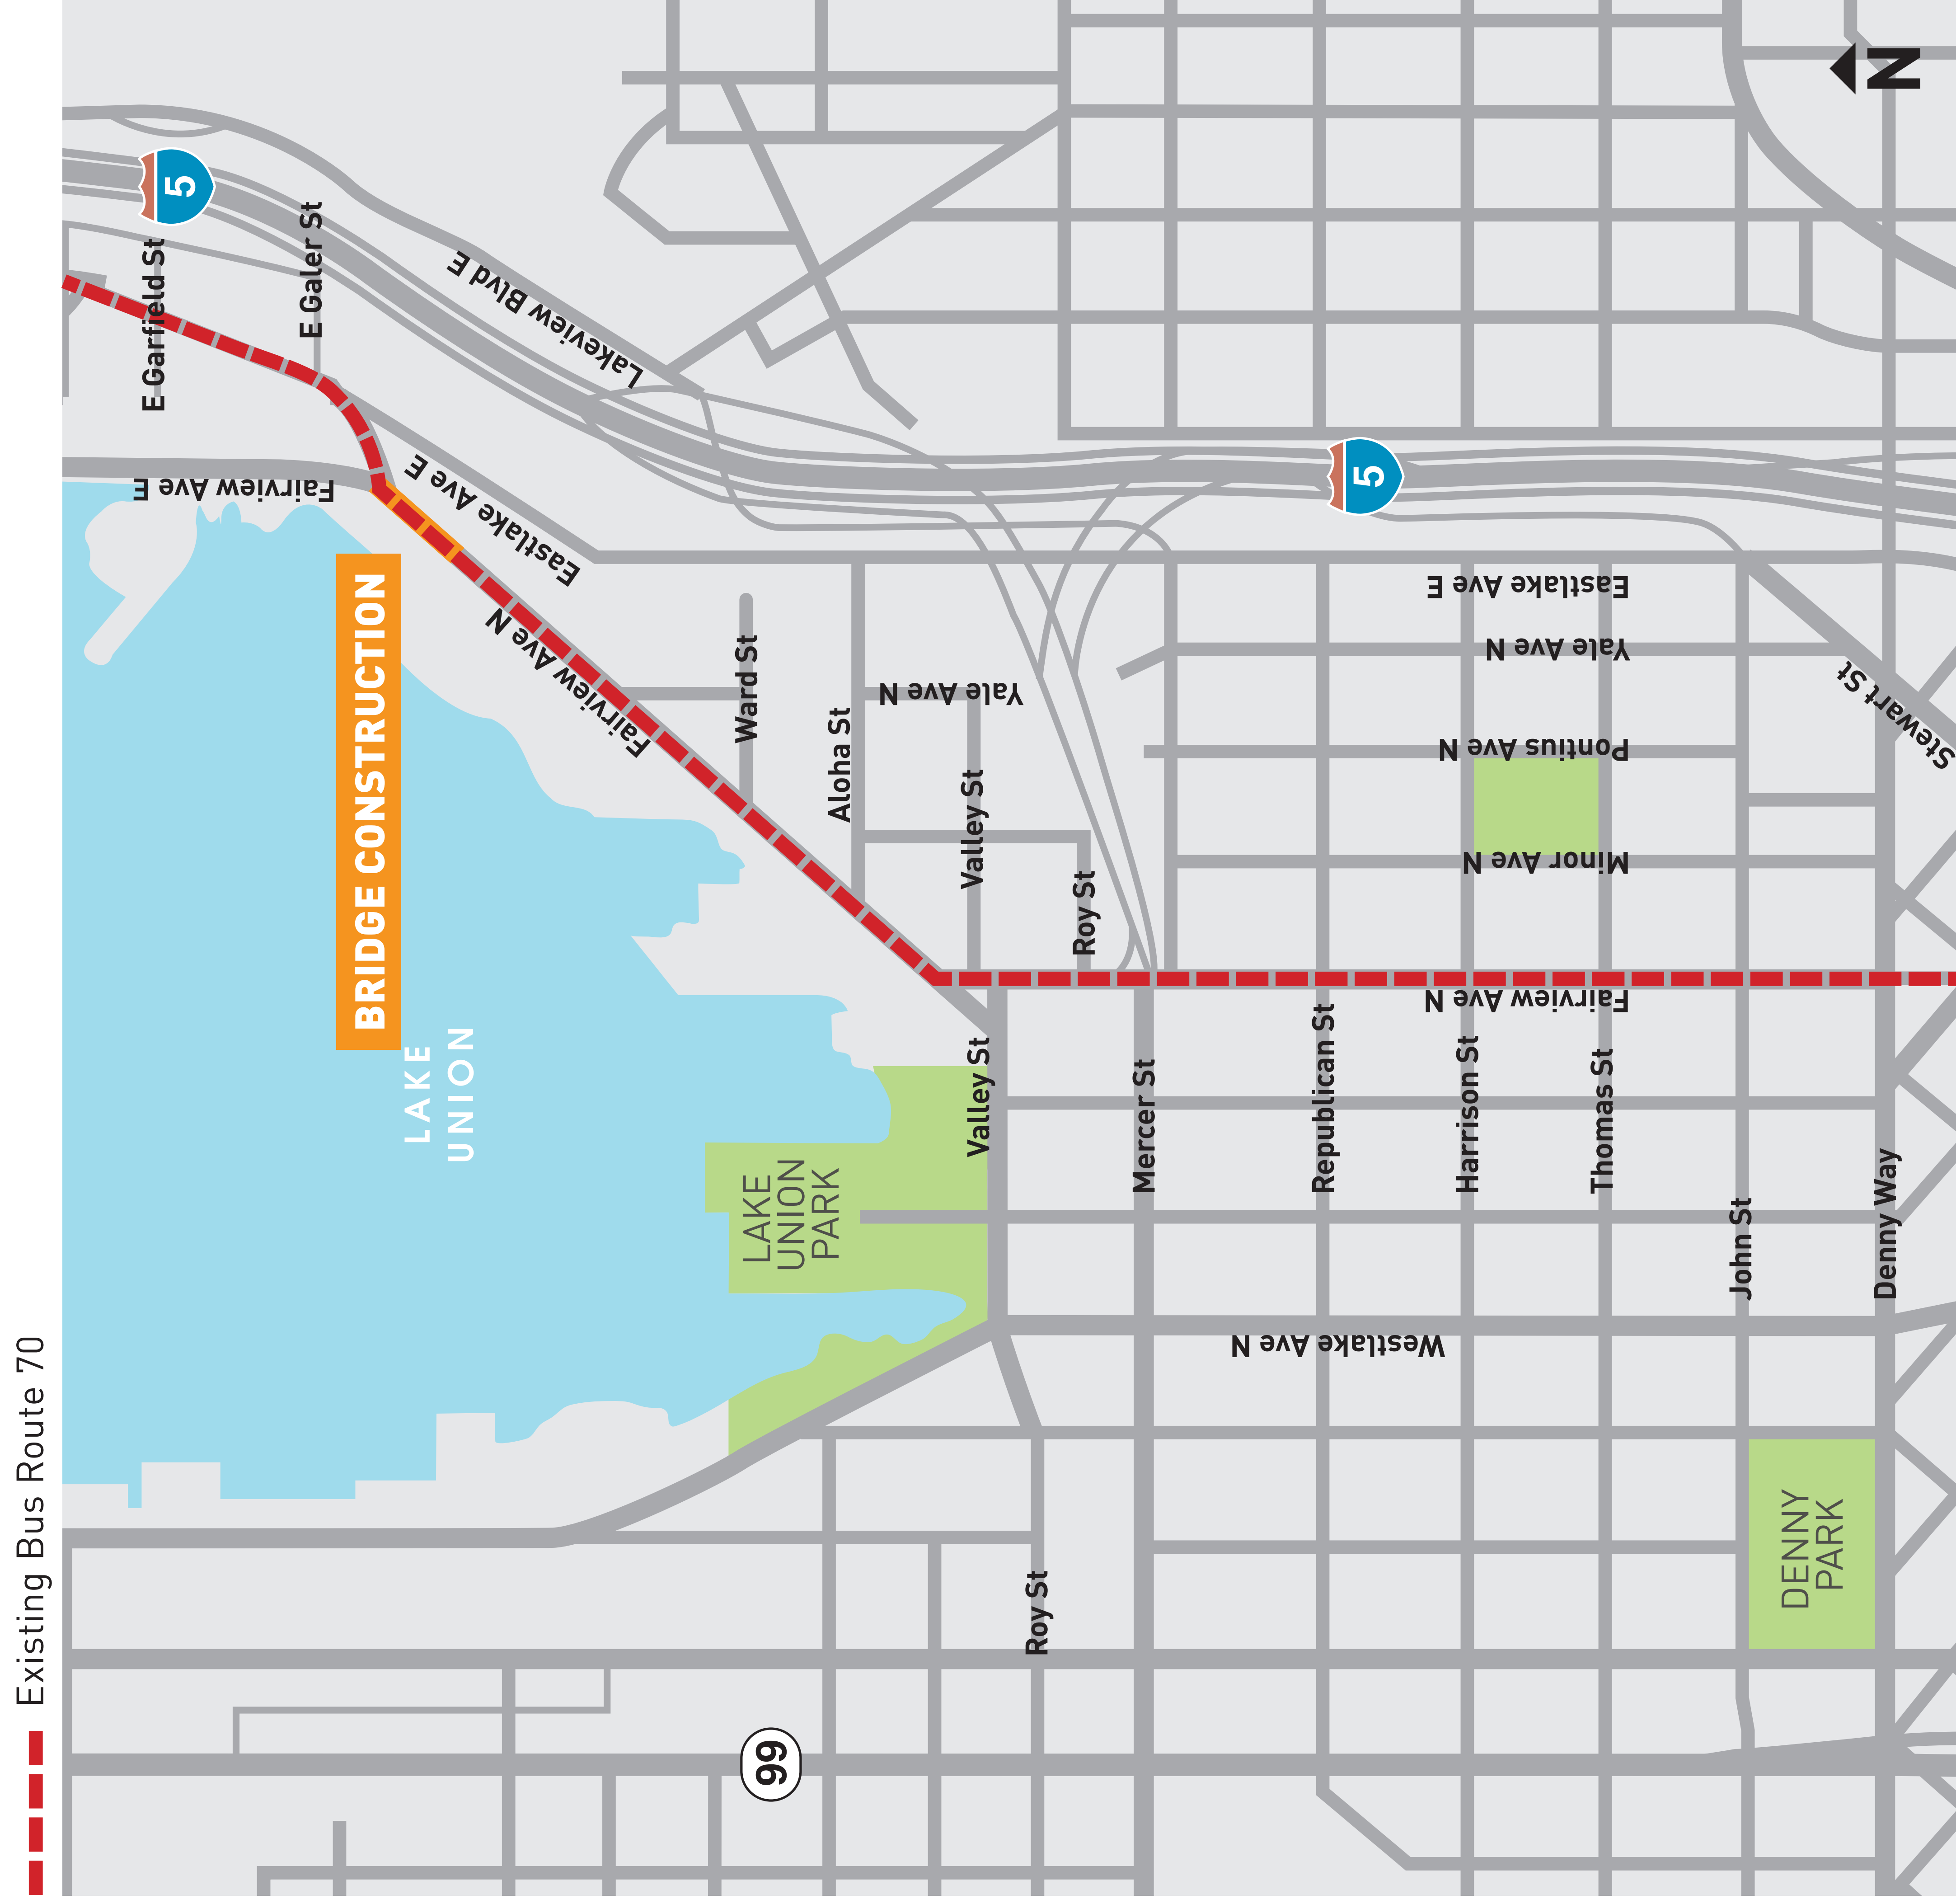 N
5
E Garfield St
E Galer St
Lakeview Blvd E
Fairview Ave E
Eastlake Ave E
BRIDGE CONSTRUCTION
Fairview Ave N
Ward St
Aloha St
Yale Ave N
Valley St
Roy St
5
Eastlake Ave E
Yale Ave N
Pontius Ave N
Minor Ave N
Stewart St
Fairview Ave N
LAKE
UNION
LAKE
UNION
PARK
Valley St
Mercer St
Republican St
Harrison St
Thomas St
John St
Denny Way
Westlake Ave N
Roy St
DENNY
PARK
99
Existing Bus Route 70